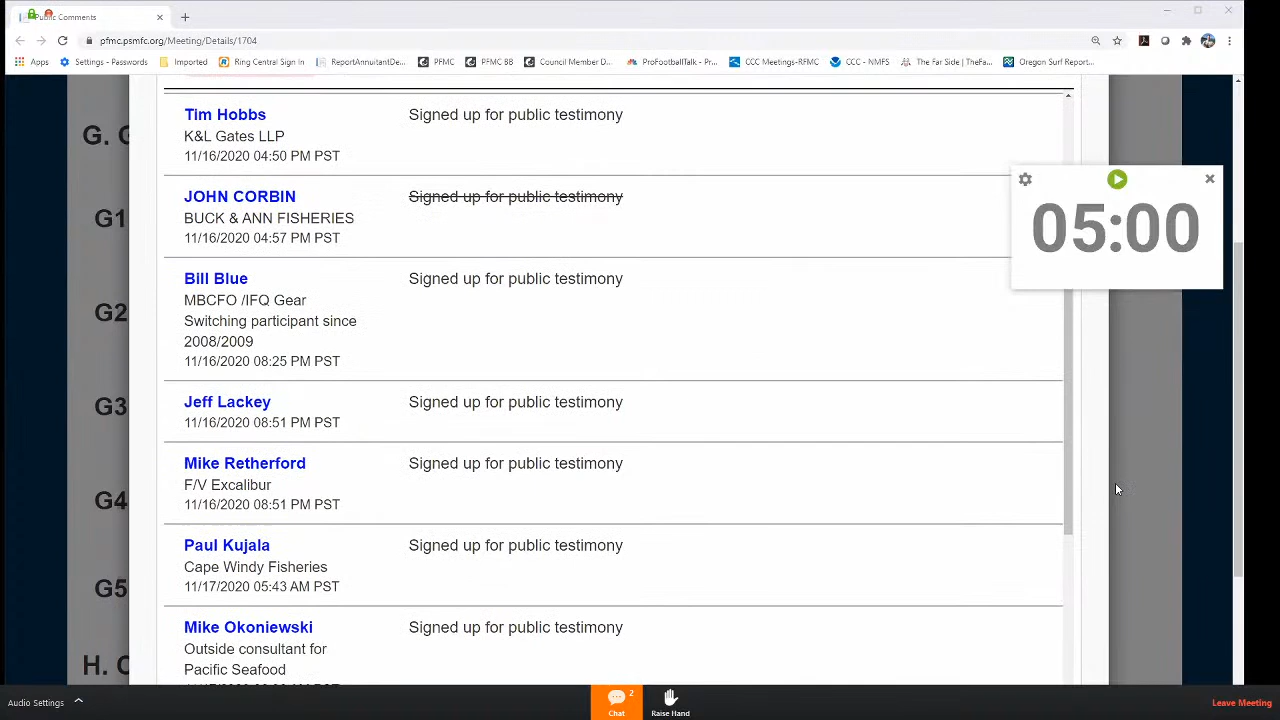 Public Comments
pfmc.psmfc.org/Meeting/Details/1704
Apps Settings - Passwords Imported Ring Central Sign In ReportAnnuitantDe... PFMC PFMC BB Council Member D... ProFootballTalk - Pr... CCC Meetings-RFMC CCC - NMFS The Far Side | TheFa... Oregon Surf Report...
G. G
G1
G2
G3
G4
G5
H. C
Tim Hobbs Signed up for public testimony
K&L Gates LLP
11/16/2020 04:50 PM PST
JOHN CORBIN Signed up for public testimony
BUCK & ANN FISHERIES
11/16/2020 04:57 PM PST
05:00
Bill Blue Signed up for public testimony
MBCFO /IFQ Gear
Switching participant since
2008/2009
11/16/2020 08:25 PM PST
Jeff Lackey Signed up for public testimony
11/16/2020 08:51 PM PST
Mike Retherford Signed up for public testimony
F/V Excalibur
11/16/2020 08:51 PM PST
Paul Kujala Signed up for public testimony
Cape Windy Fisheries
11/17/2020 05:43 AM PST
Mike Okoniewski Signed up for public testimony
Outside consultant for
Pacific Seafood
Audio Settings
2
Chat
Raise Hand
Leave Meeting